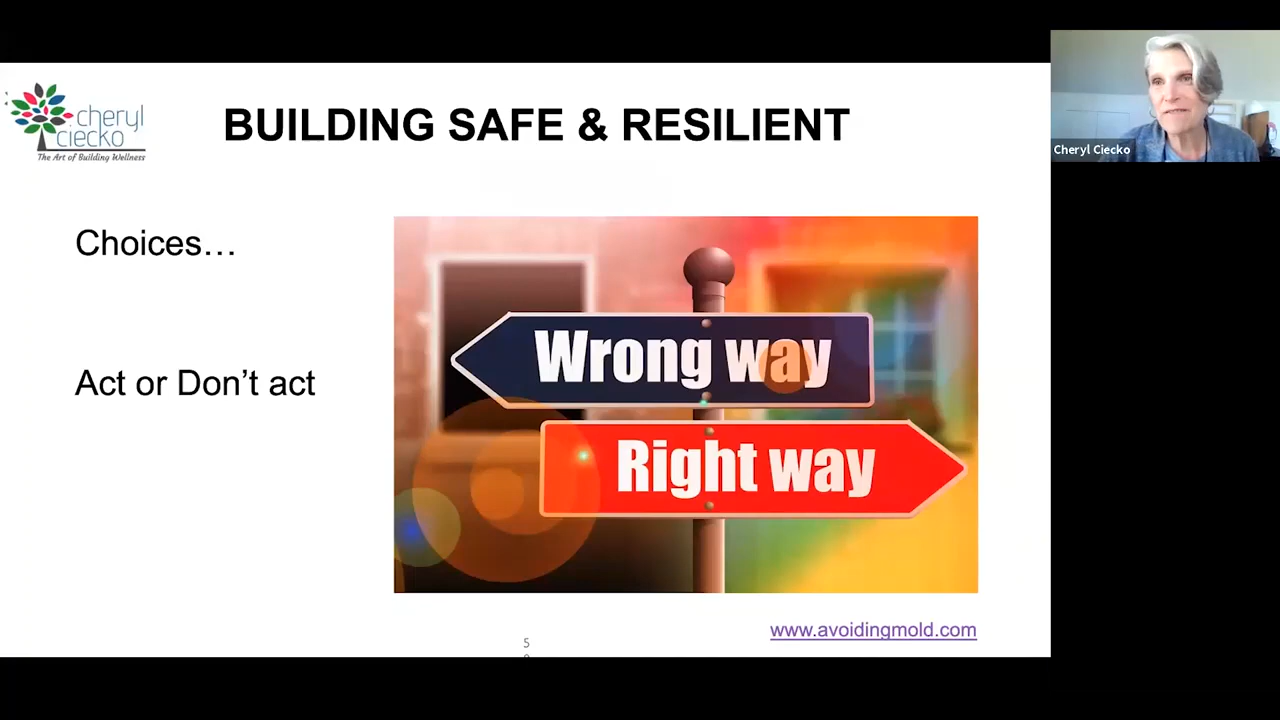 cheryl
ciecko
The Art of Building Wellness
BUILDING SAFE & RESILIENT
Cheryl Ciecko
Choices…
Act or Don’t act
Wrong way
Right way
www.avoidingmold.com
5